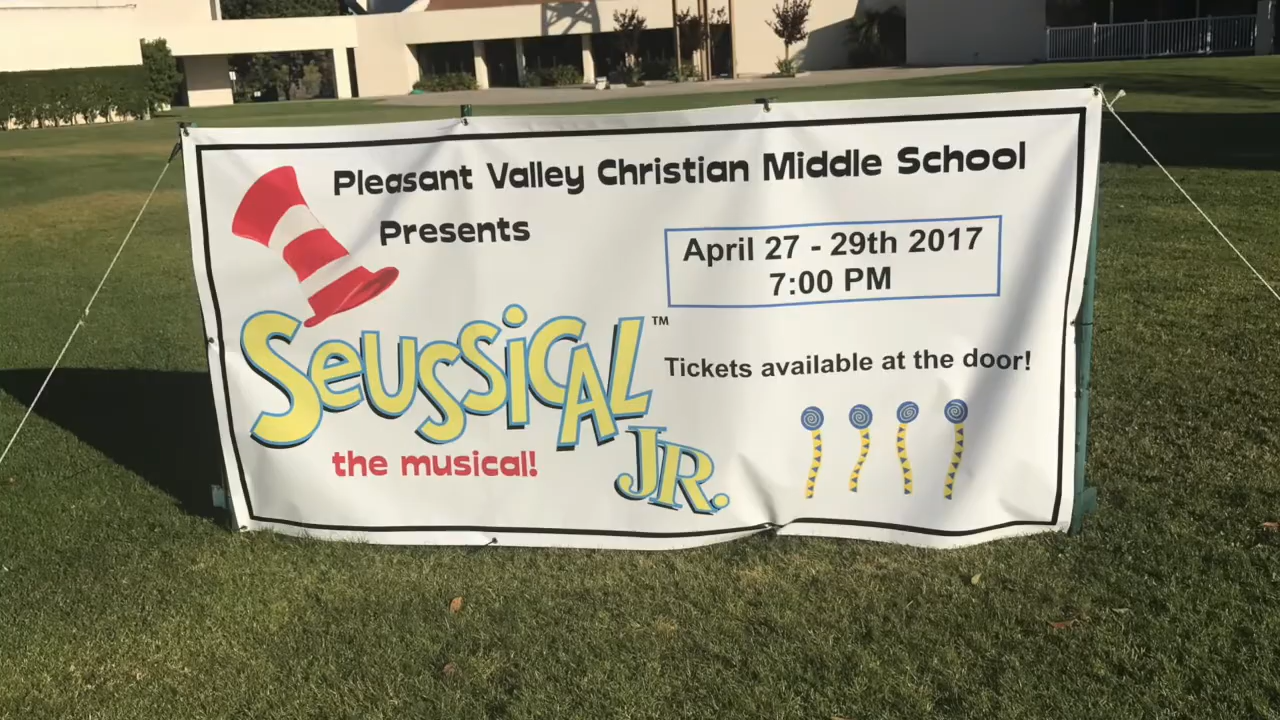 Pleasant Valley Christian Middle School
Presents
April 27 - 29th 2017
7:00 PM
SEUSSICAL™
JR.
the musical!
Tickets available at the door!